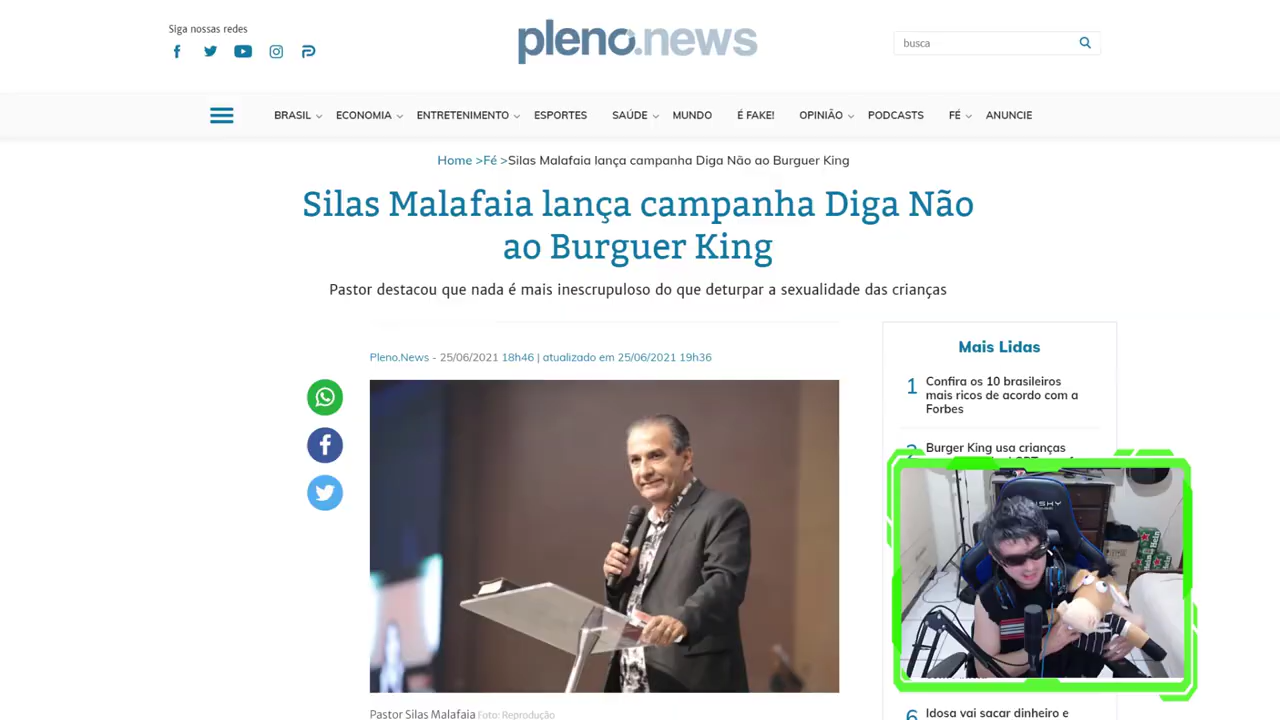 Siga nossas redes
pleno.news
busca
BRASIL
ECONOMIA
ENTRETENIMENTO
ESPORTES
SAÚDE
MUNDO
É FAKE!
OPINIÃO
PODCASTS
FÉ
ANUNCIE
Home >Fé >Silas Malafaia lança campanha Diga Não ao Burguer King
Silas Malafaia lança campanha Diga Não
ao Burguer King
Pastor destacou que nada é mais inescrupuloso do que deturpar a sexualidade das crianças
Pleno.News - 25/06/2021 18h46 | atualizado em 25/06/2021 19h36
Mais Lidas
1 Confira os 10 brasileiros
mais ricos de acordo com a
Forbes
2 Burger King usa crianças
6 Idosa vai sacar dinheiro e
Pastor Silas Malafaia Foto: Reprodução